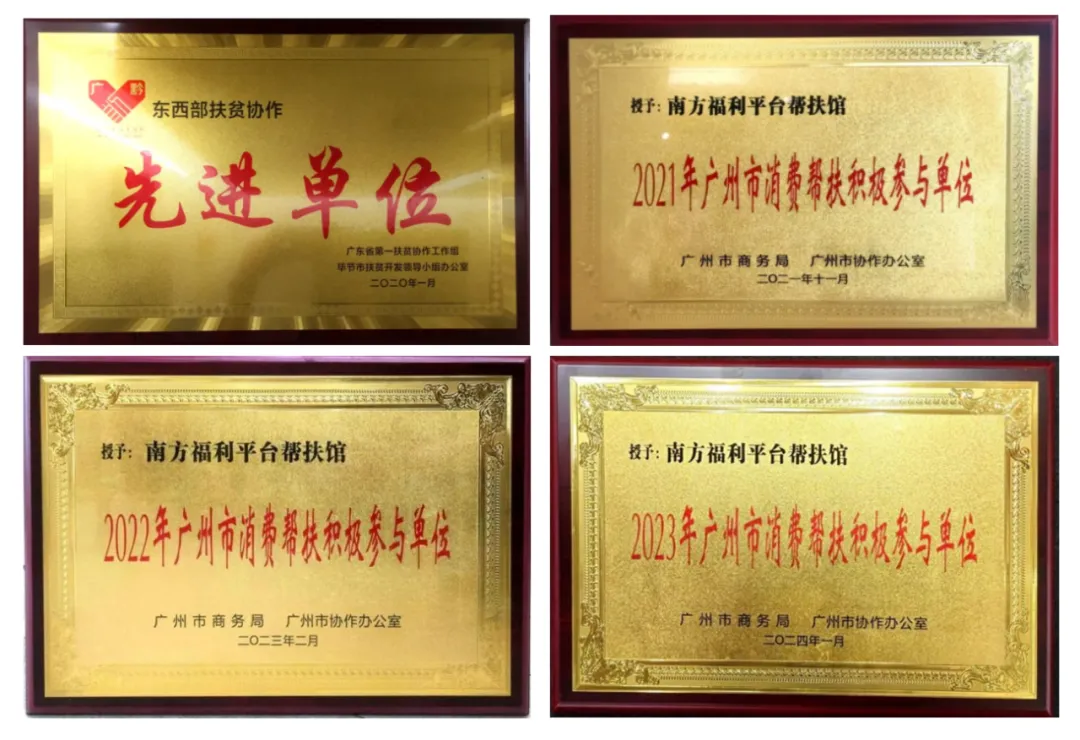 广 黔
东西部扶贫协作
先进单位
广东省第一扶贫协作工作组
毕节市扶贫开发领导小组办公室
二〇二〇年一月
授予：南方福利平台帮扶馆
2021年广州市消费帮扶积极参与单位
广州市商务局 广州市协作办公室
二〇二一年十一月
授予：南方福利平台帮扶馆
2022年广州市消费帮扶积极参与单位
广州市商务局 广州市协作办公室
二〇二三年二月
授予：南方福利平台帮扶馆
2023年广州市消费帮扶积极参与单位
广州市商务局 广州市协作办公室
二〇二四年一月